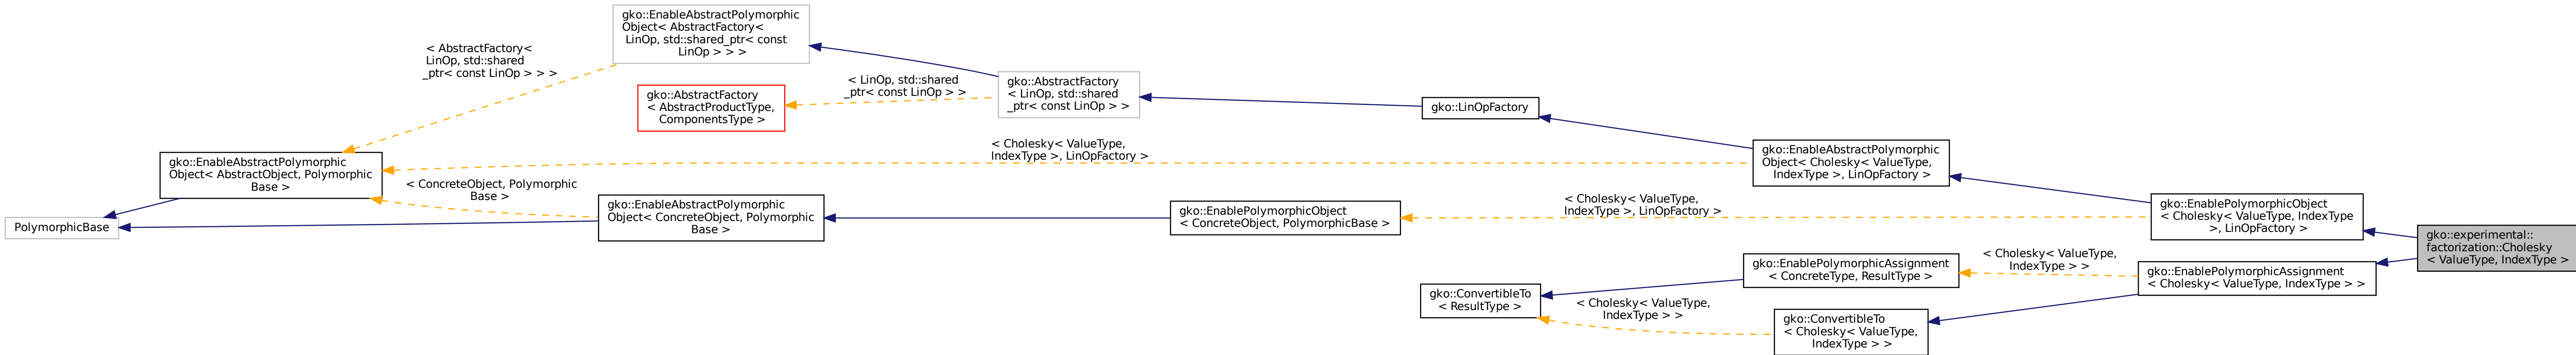 gko::EnableAbstractPolymorphic
Object< AbstractFactory<
LinOp, std::shared_ptr< const
LinOp > > >
< AbstractFactory<
LinOp, std::shared
_ptr< const LinOp > > >
gko::AbstractFactory
< AbstractProductType,
ComponentsType >
< LinOp, std::shared
_ptr< const LinOp > >
gko::AbstractFactory
< LinOp, std::shared
_ptr< const LinOp > >
gko::LinOpFactory
gko::EnableAbstractPolymorphic
Object< AbstractObject, Polymorphic
Base >
< Cholesky< ValueType,
IndexType >, LinOpFactory >
gko::EnableAbstractPolymorphic
Object< Cholesky< ValueType,
IndexType >, LinOpFactory >
< ConcreteObject, Polymorphic
Base >
PolymorphicBase
gko::EnableAbstractPolymorphic
Object< ConcreteObject, Polymorphic
Base >
gko::EnablePolymorphicObject
< ConcreteObject, PolymorphicBase >
< Cholesky< ValueType,
IndexType >, LinOpFactory >
gko::EnablePolymorphicObject
< Cholesky< ValueType, IndexType
>, LinOpFactory >
gko::experimental::
factorization::Cholesky
< ValueType, IndexType >
gko::ConvertibleTo
< ResultType >
gko::EnablePolymorphicAssignment
< ConcreteType, ResultType >
< Cholesky< ValueType,
IndexType > >
gko::EnablePolymorphicAssignment
< Cholesky< ValueType, IndexType > >
< Cholesky< ValueType,
IndexType > >
gko::ConvertibleTo
< Cholesky< ValueType,
IndexType > >